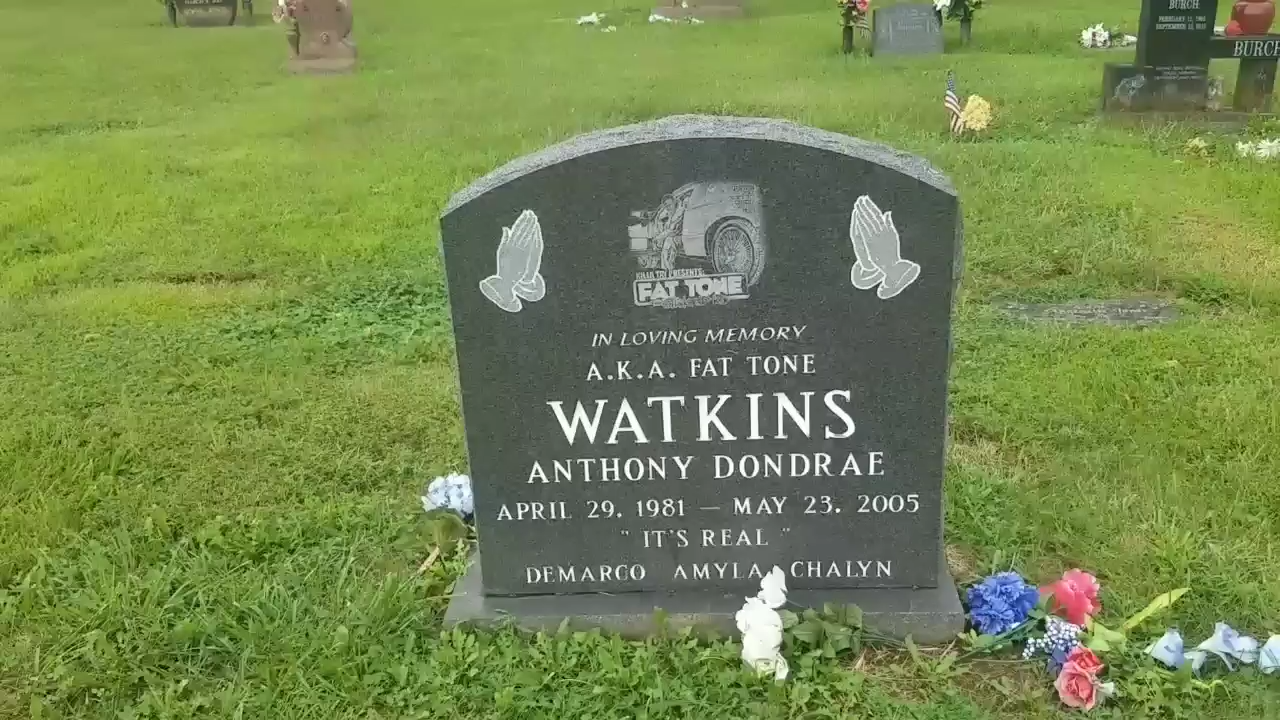 BURCH
BURCH
FAT TONE
IN LOVING MEMORY
A.K.A. FAT TONE
WATKINS
ANTHONY DONDRAE
APRIL 29, 1981 — MAY 23, 2005
" IT'S REAL "
DEMARCO AMYLA CHALYN